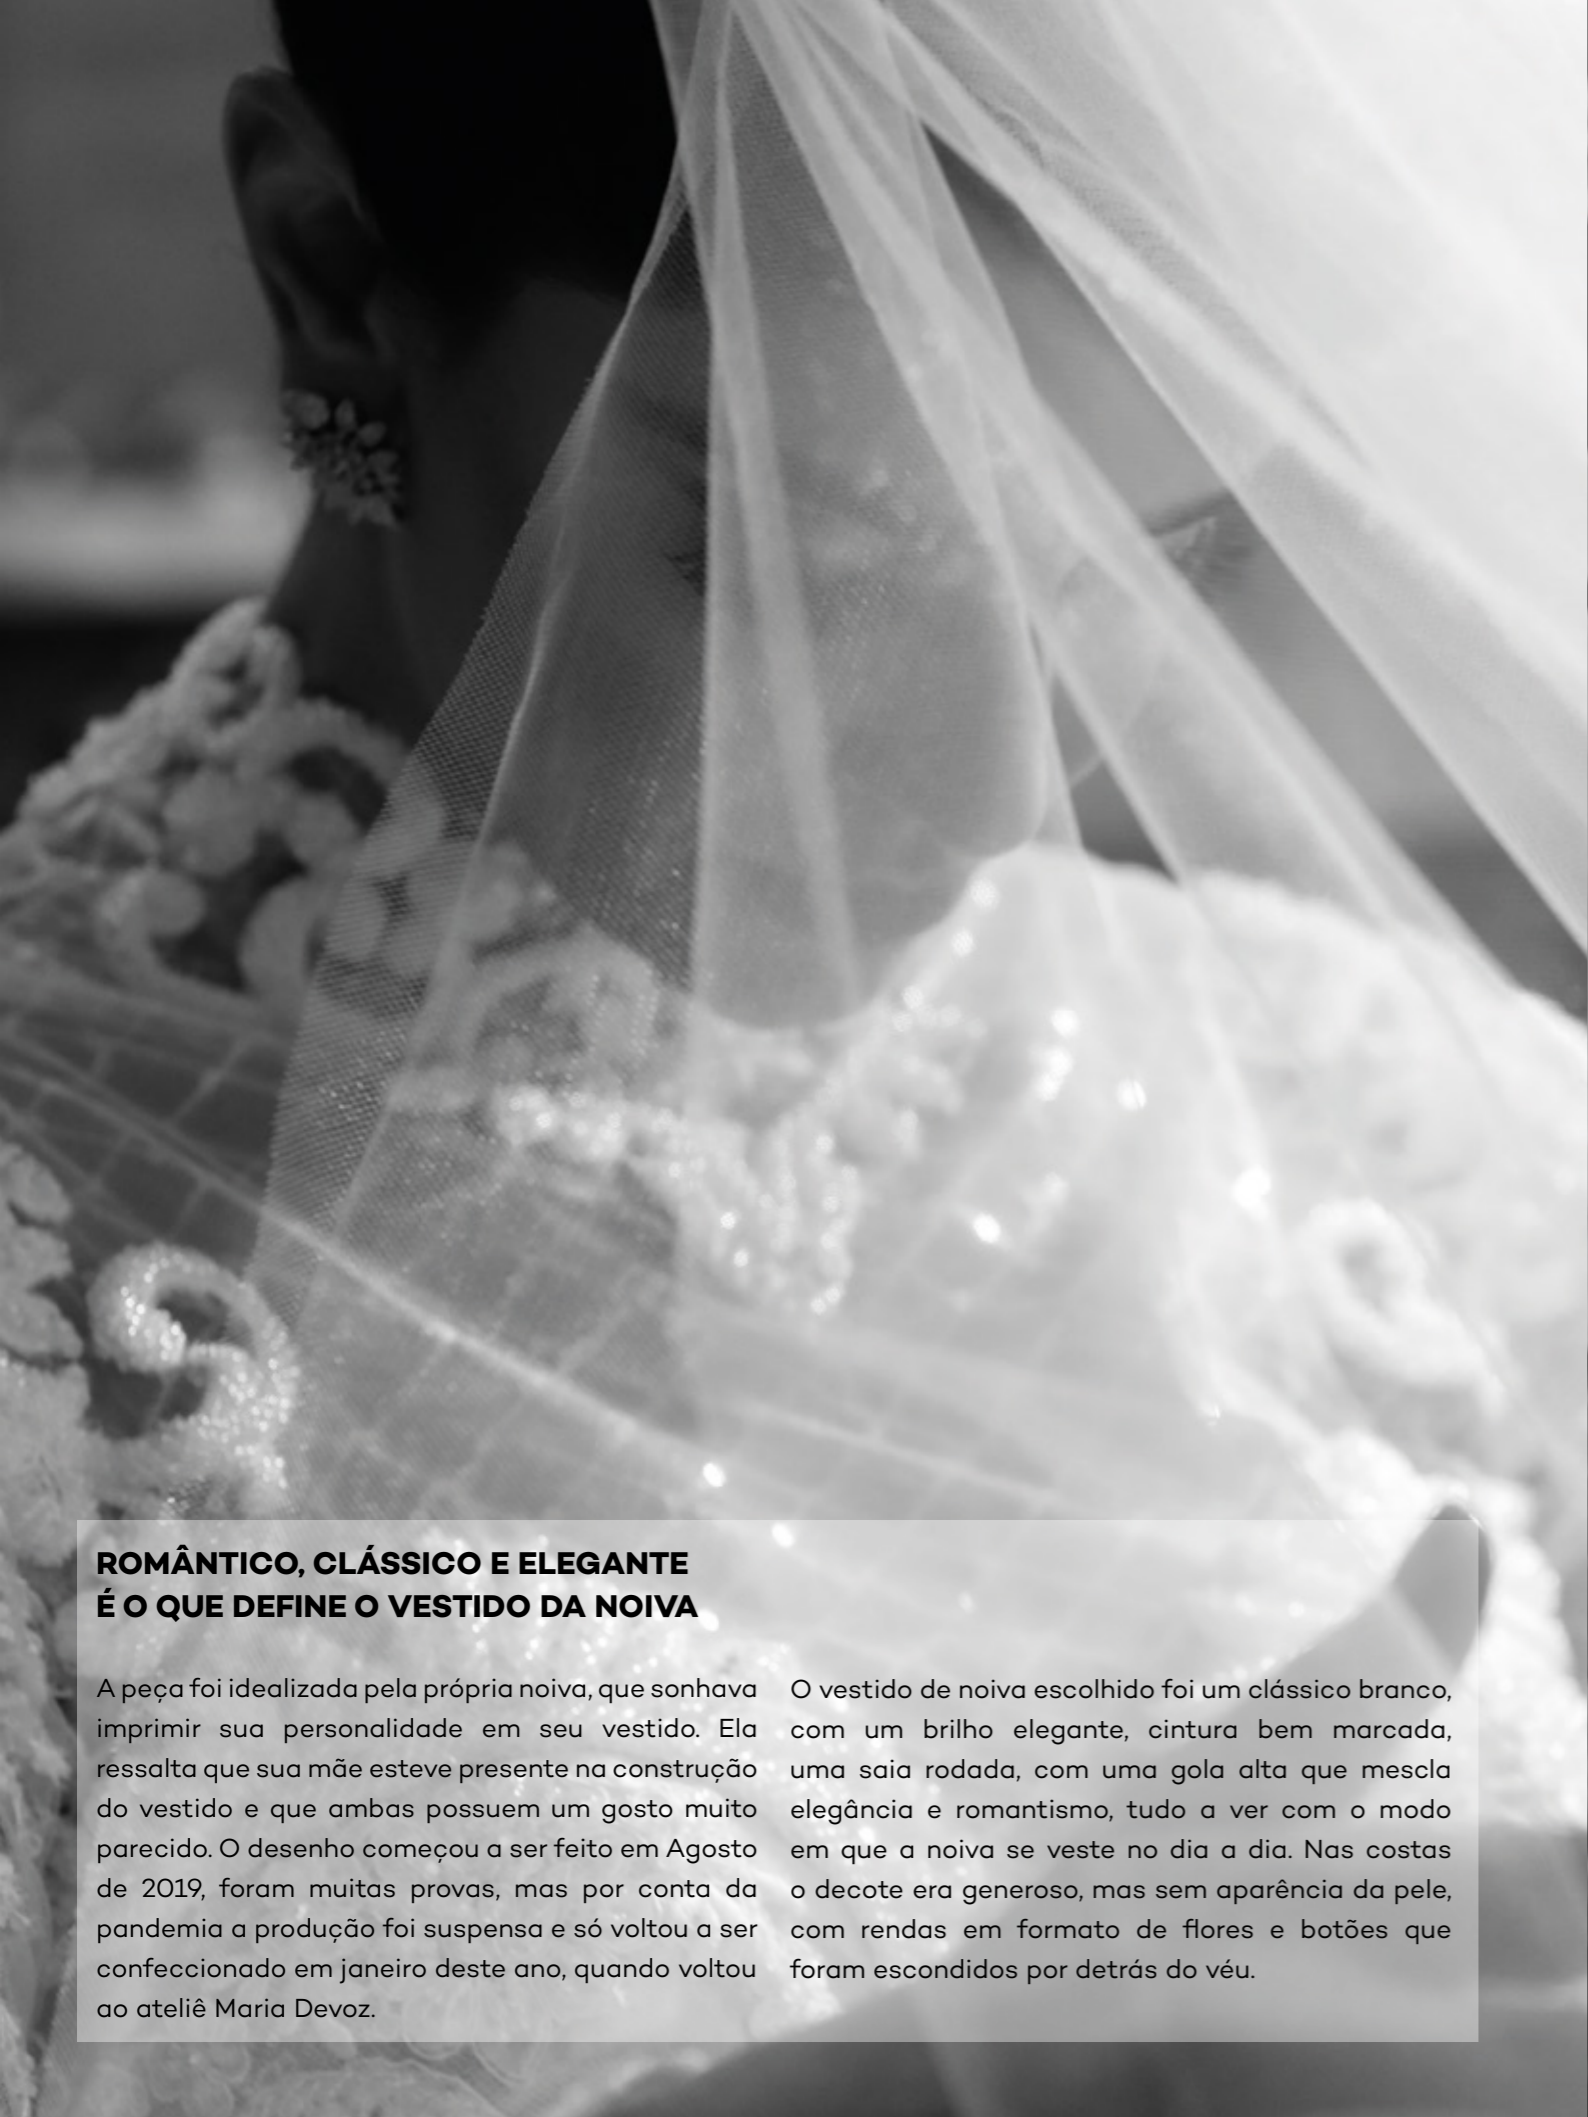 ROMÂNTICO, CLÁSSICO E ELEGANTE
É O QUE DEFINE O VESTIDO DA NOIVA
A peça foi idealizada pela própria noiva, que sonhava
imprimir sua personalidade em seu vestido. Ela
ressalta que sua mãe esteve presente na construção
do vestido e que ambas possuem um gosto muito
parecido. O desenho começou a ser feito em Agosto
de 2019, foram muitas provas, mas por conta da
pandemia a produção foi suspensa e só voltou a ser
confeccionado em janeiro deste ano, quando voltou
ao ateliê Maria Devoz.
O vestido de noiva escolhido foi um clássico branco,
com um brilho elegante, cintura bem marcada,
uma saia rodada, com uma gola alta que mescla
elegância e romantismo, tudo a ver com o modo
em que a noiva se veste no dia a dia. Nas costas
o decote era generoso, mas sem aparência da pele,
com rendas em formato de flores e botões que
foram escondidos por detrás do véu.